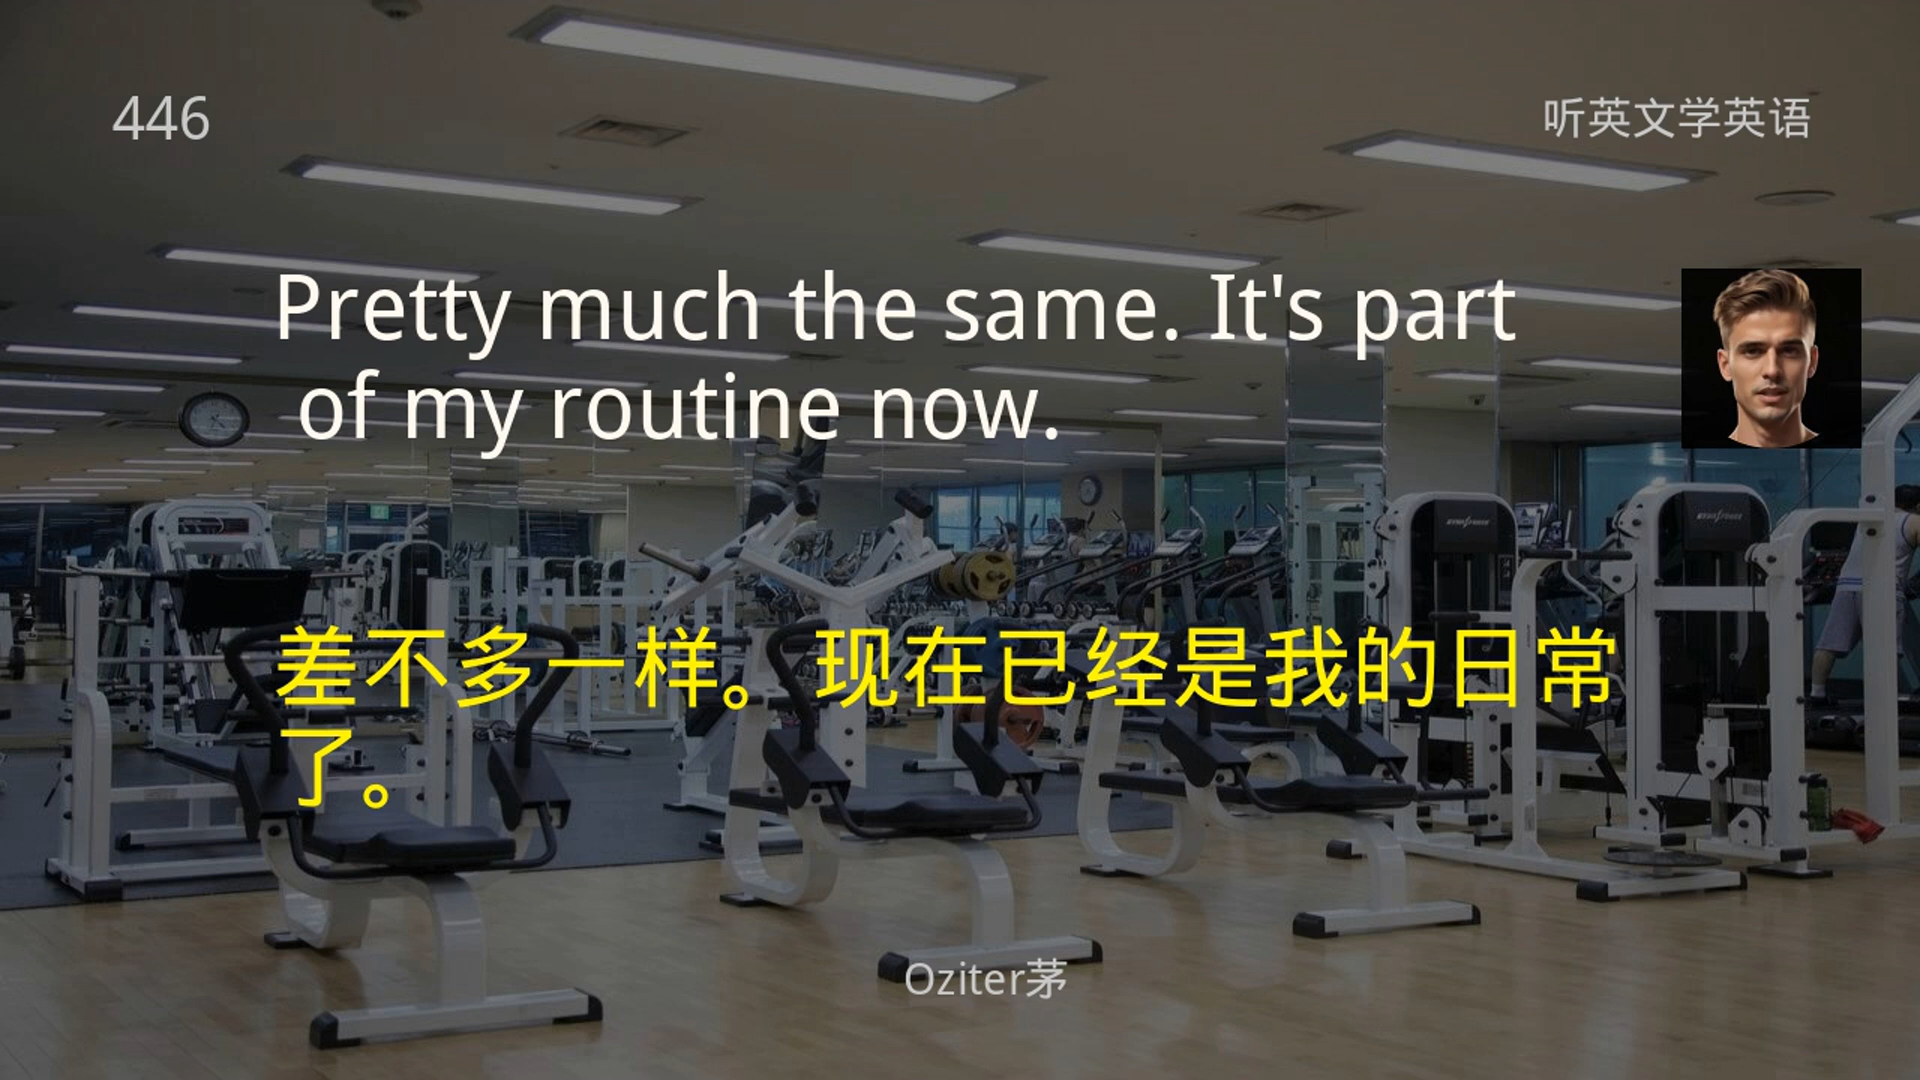 446
听英文学英语
Pretty much the same. It's part
of my routine now.
差不多一样。现在已经是我的日常
了。
Oziter茅